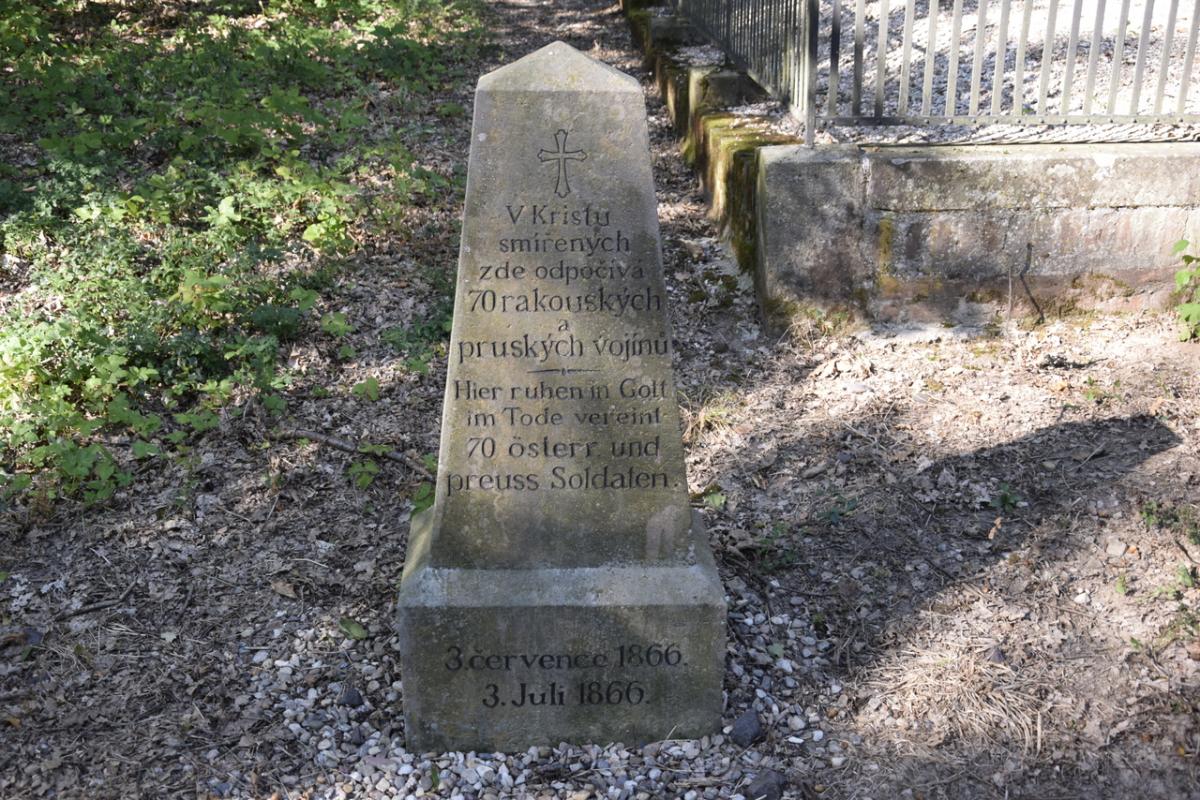 V Kristu
smířených
zde odpočívá
70 rakouských
a
pruských vojínů
Hier ruhen in Gott
im Tode vereint
70 österr. und
preuss Soldaten.
3. července 1866.
3. Juli 1866.